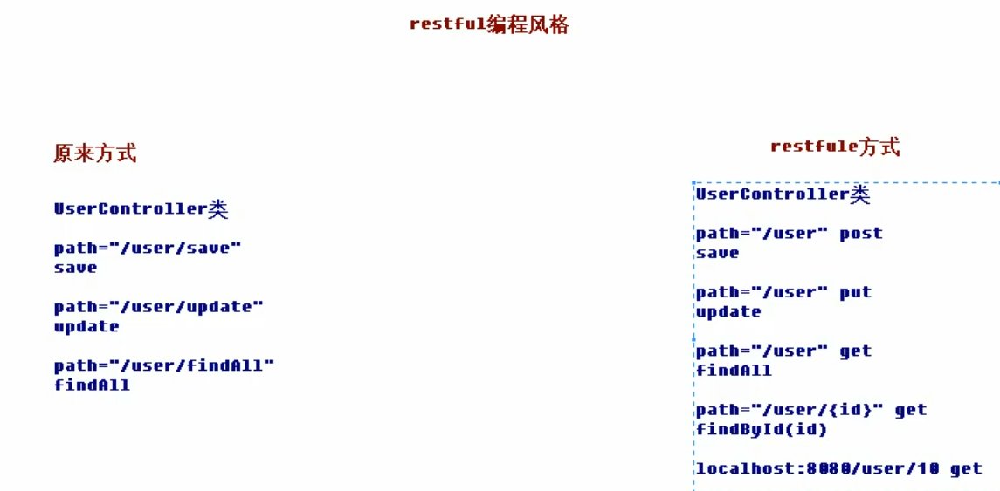 restful编程风格
原来方式
UserController类
path="/user/save"
save
path="/user/update"
update
path="/user/findAll"
findAll
restfule方式
UserController类
path="/user" post
save
path="/user" put
update
path="/user" get
findAll
path="/user/{id}" get
findById(id)
localhost:8080/user/10 get